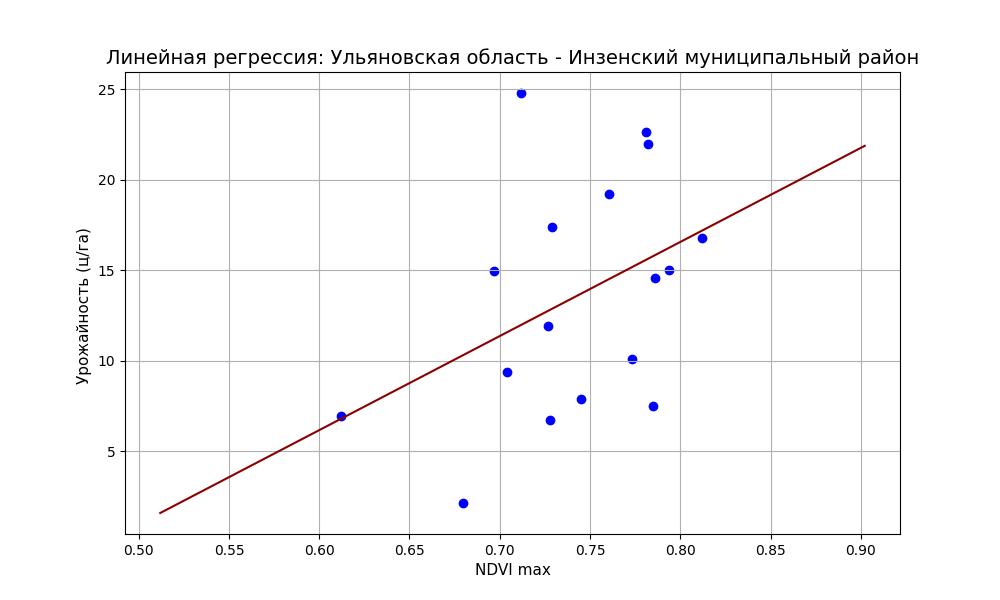 Линейная регрессия: Ульяновская область - Инзенский муниципальный район
25
20
15
10
5
Урожайность (ц/га)
0.50 0.55 0.60 0.65 0.70 0.75 0.80 0.85 0.90
NDVI max